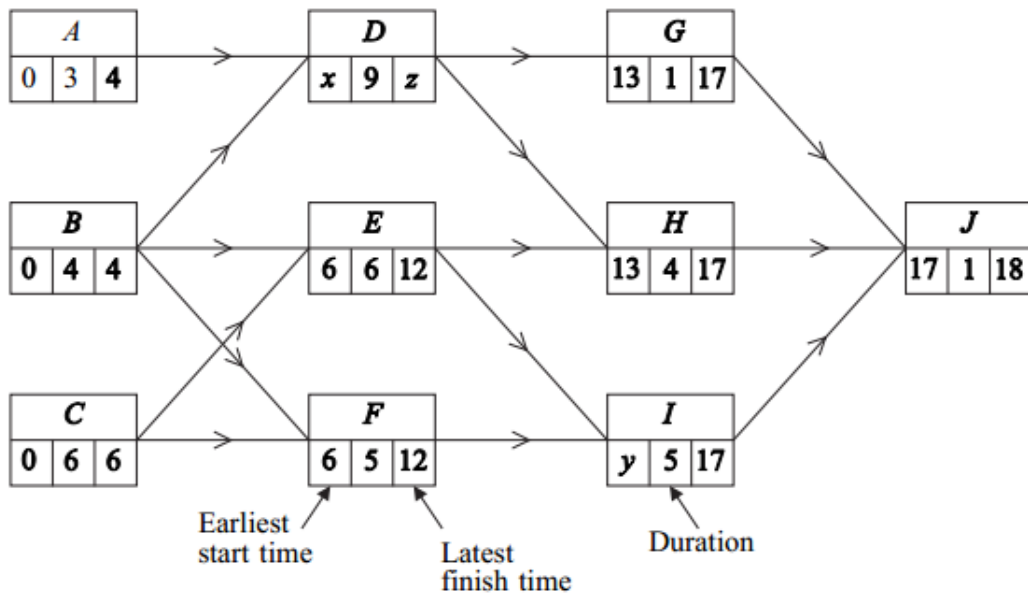 A D G
0 3 4 x 9 z 13 1 17
B E H J
0 4 4 6 6 12 13 4 17 17 1 18
C F I
0 6 6 6 5 12 y 5 17
Earliest
start time
Latest
finish time
Duration